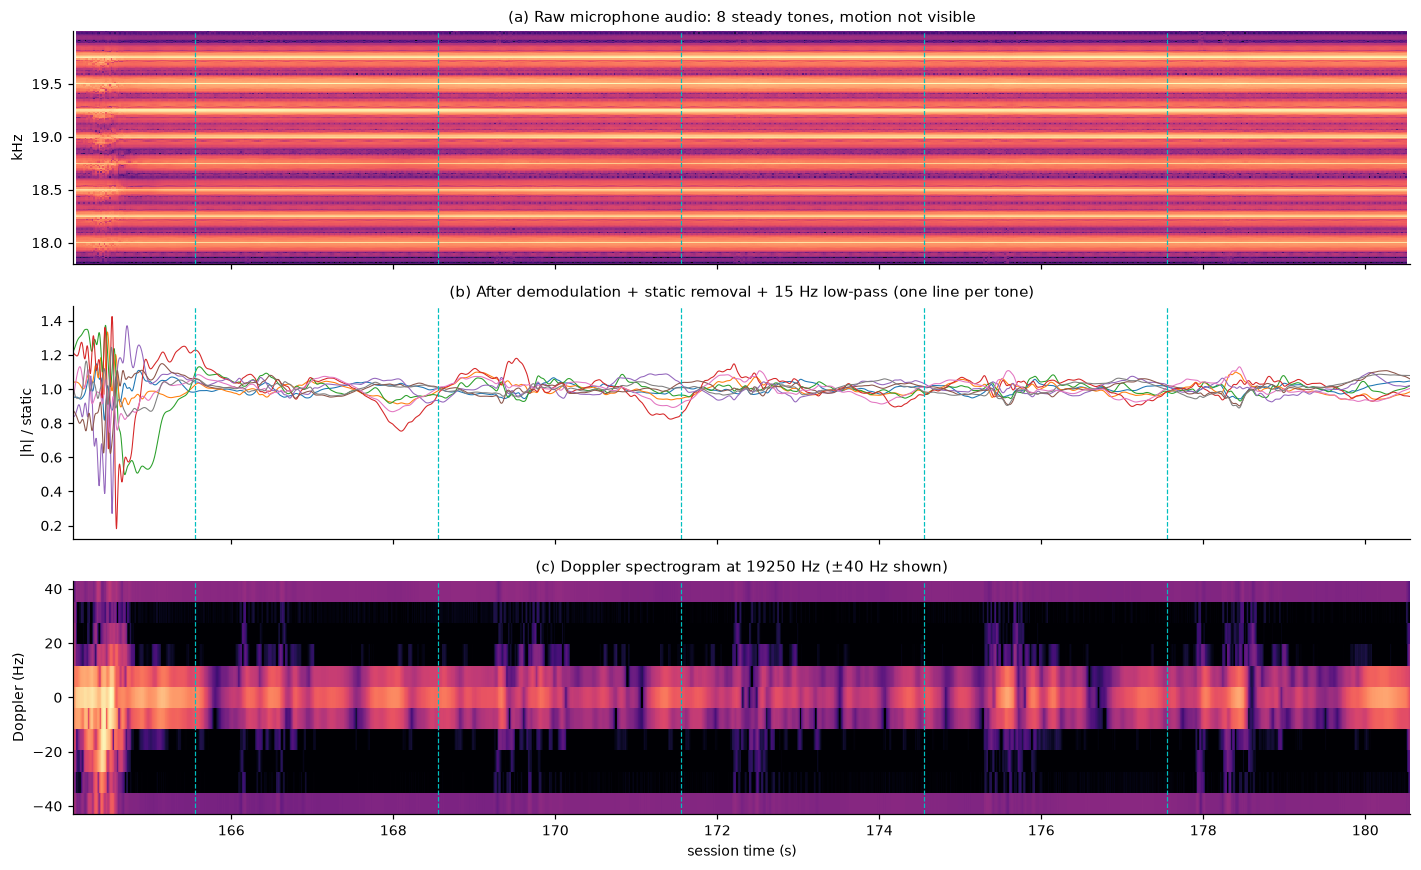 (a) Raw microphone audio: 8 steady tones, motion not visible
kHz
19.5
19.0
18.5
18.0
(b) After demodulation + static removal + 15 Hz low-pass (one line per tone)
|h| / static
1.4
1.2
1.0
0.8
0.6
0.4
0.2
(c) Doppler spectrogram at 19250 Hz (±40 Hz shown)
Doppler (Hz)
40
20
0
−20
−40
166 168 170 172 174 176 178 180
session time (s)